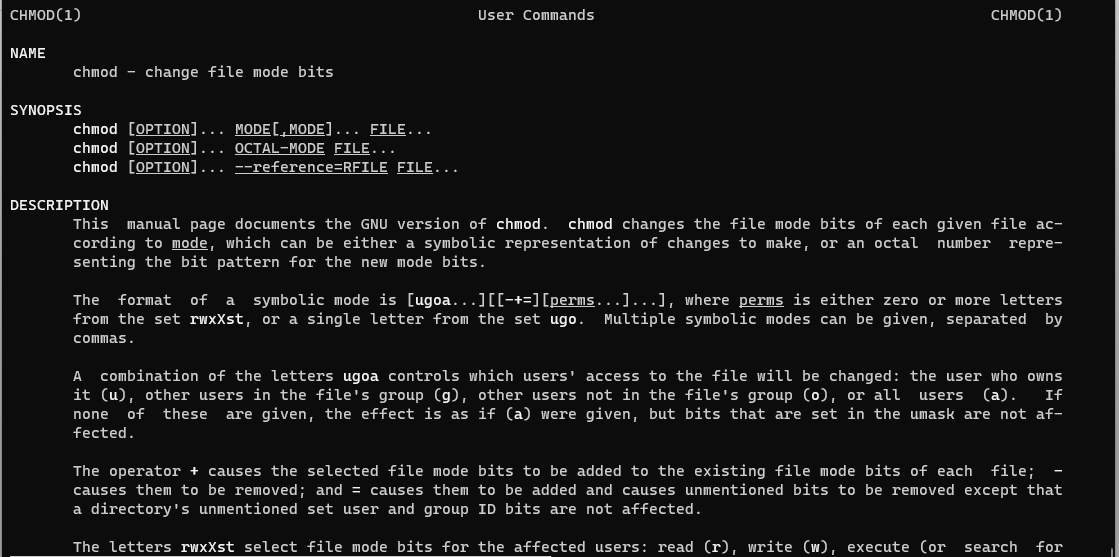 CHMOD(1) User Commands CHMOD(1)
NAME
chmod - change file mode bits
SYNOPSIS
chmod [OPTION]... MODE[,MODE]... FILE...
chmod [OPTION]... OCTAL-MODE FILE...
chmod [OPTION]... --reference=RFILE FILE...
DESCRIPTION
This  manual page documents the GNU version of chmod.  chmod changes the file mode bits of each given file ac-
cording to mode, which can be either a symbolic representation of changes to make, or an octal  number  repre-
senting the bit pattern for the new mode bits.
The  format  of  a  symbolic mode is [ugoa...][[-+=][perms...]...], where perms is either zero or more letters
from the set rwxXst, or a single letter from the set ugo.  Multiple symbolic modes can be given, separated  by
commas.
A  combination of the letters ugoa controls which users' access to the file will be changed: the user who owns
it (u), other users in the file's group (g), other users not in the file's group (o), or all  users  (a).   If
none  of  these  are given, the effect is as if (a) were given, but bits that are set in the umask are not af-
fected.
The operator + causes the selected file mode bits to be added to the existing file mode bits of each  file;  -
causes them to be removed; and = causes them to be added and causes unmentioned bits to be removed except that
a directory's unmentioned set user and group ID bits are not affected.
The letters rwxXst select file mode bits for the affected users: read (r), write (w), execute (or  search  for